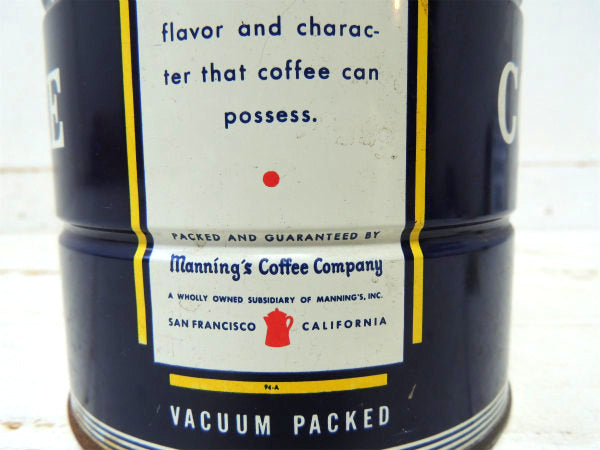 flavor and charac-
ter that coffee can
possess.
E
C
PACKED AND GUARANTEED BY
Manning's Coffee Company
A WHOLLY OWNED SUBSIDIARY OF MANNING'S, INC.
SAN FRANCISCO CALIFORNIA
94-A
VACUUM PACKED